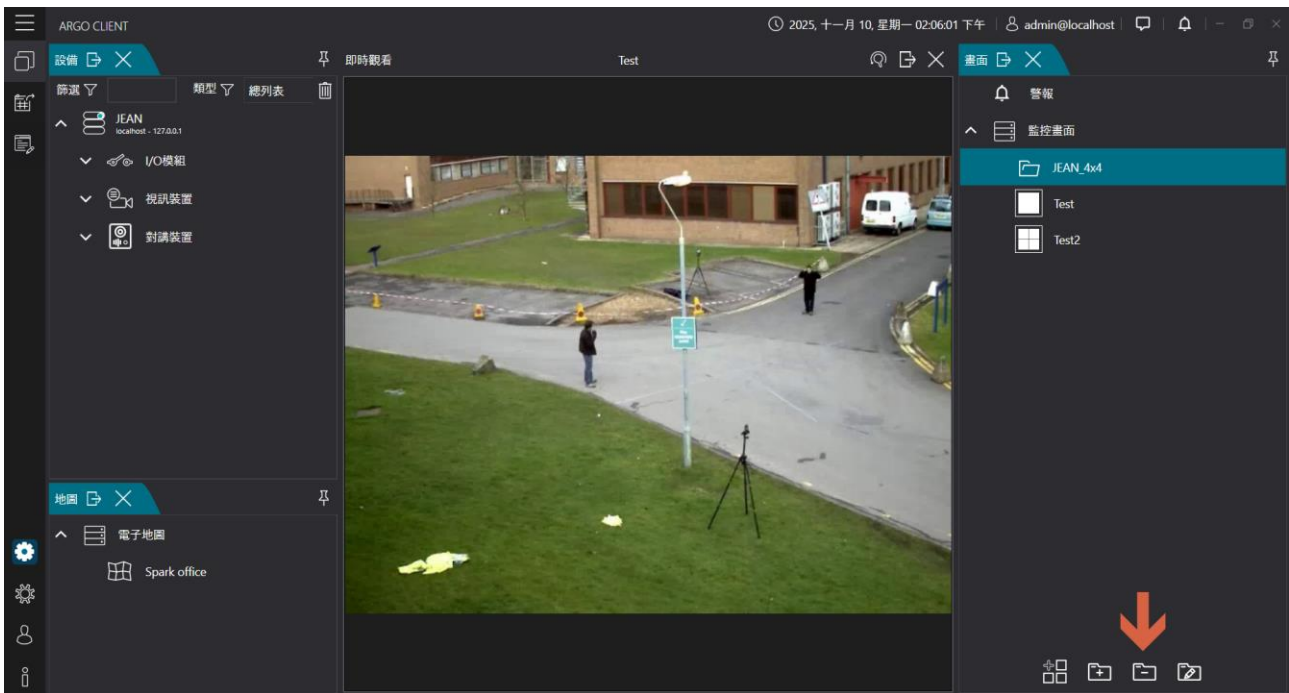 ARGO CLIENT
2025, 十一月 10, 星期一 02:06:01 下午
admin@localhost
設備
篩選
類型
總列表
JEAN
localhost - 127.0.0.1
I/O模組
視訊裝置
對講裝置
地圖
電子地圖
Spark office
即時觀看
Test
畫面
警報
監控畫面
JEAN_4x4
Test
Test2